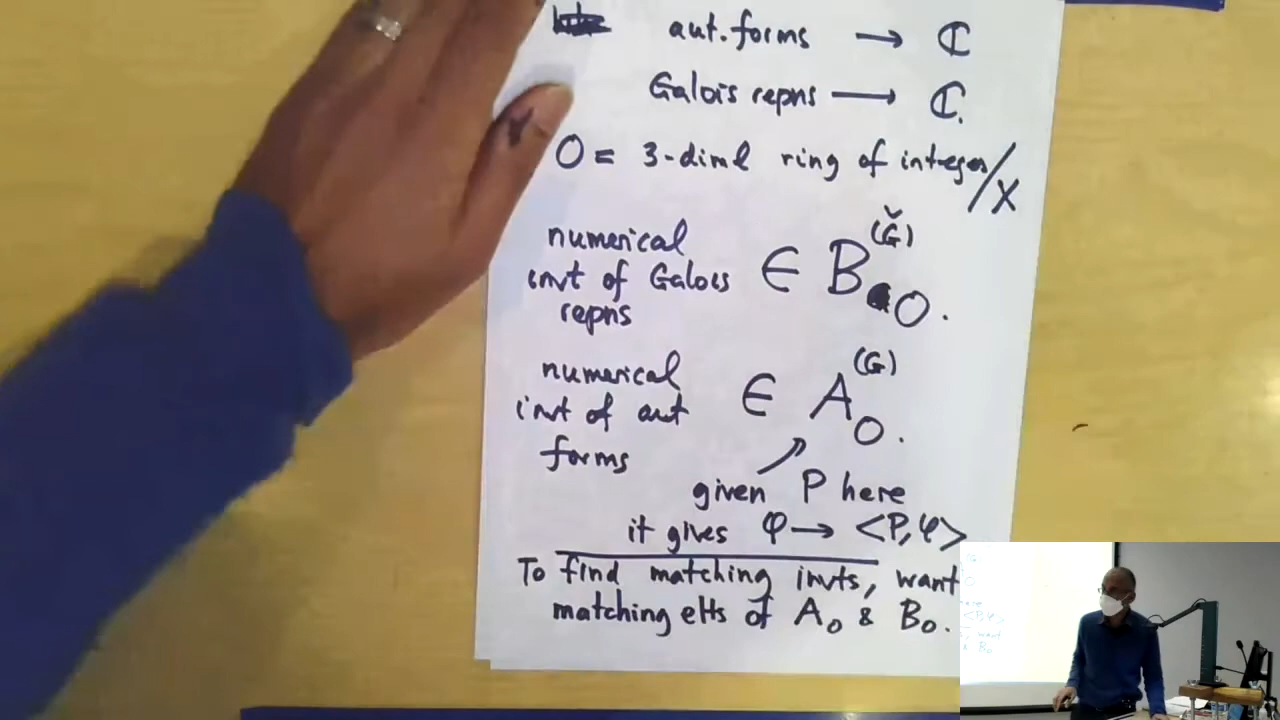 aut. forms → ℂ
Galois repns → ℂ.
O = 3-diml ring of integers/X
numerical
invt of Galois
repns
∈ B_O^(Ǧ).
numerical
invt of aut
forms
∈ A_O^(G).
given P here
it gives φ → <P,φ>
To find matching invts, want
matching elts of A_O & B_O.